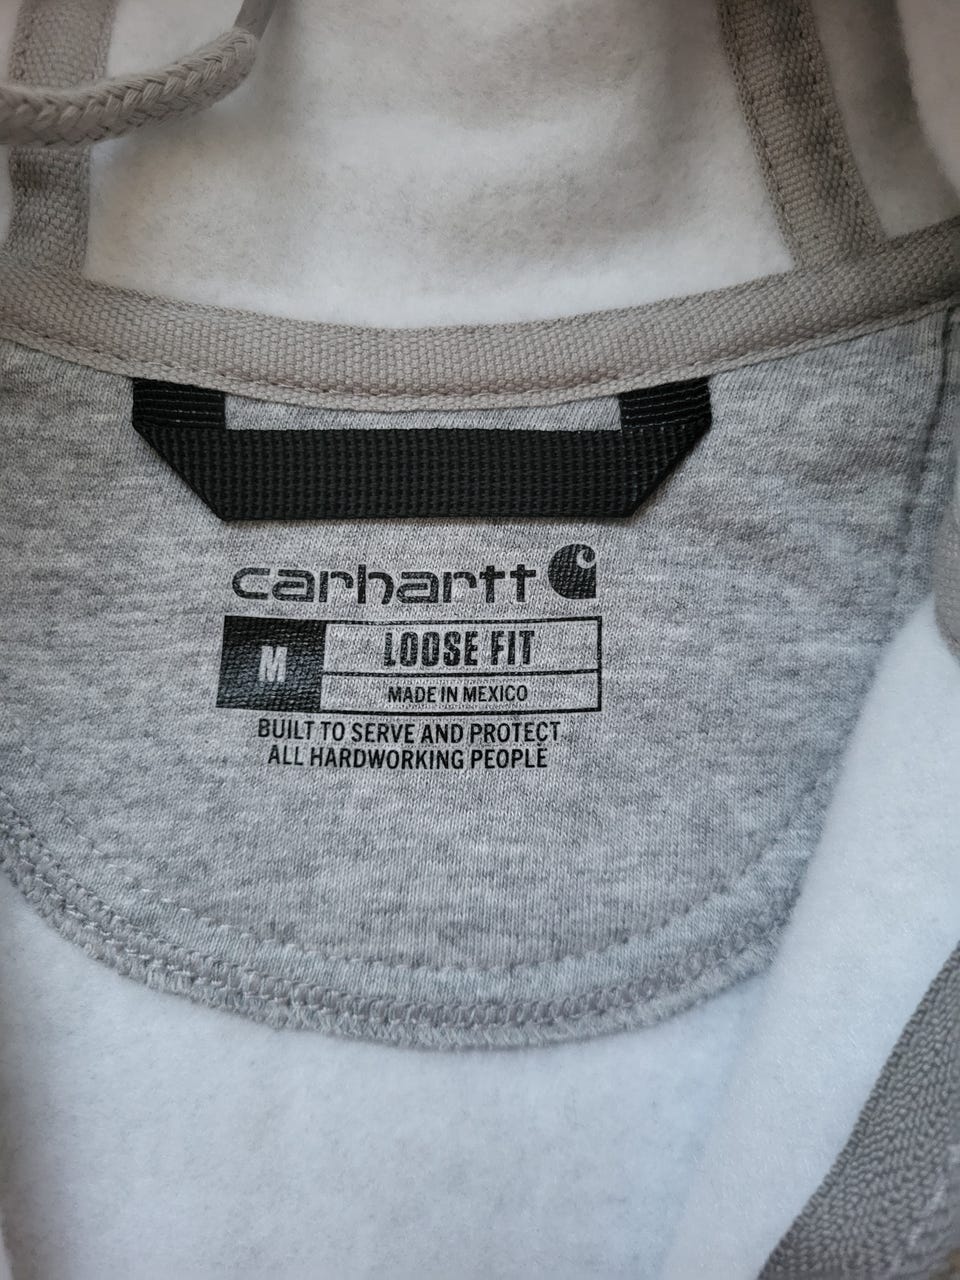 carhartt
M LOOSE FIT
MADE IN MEXICO
BUILT TO SERVE AND PROTECT
ALL HARDWORKING PEOPLE